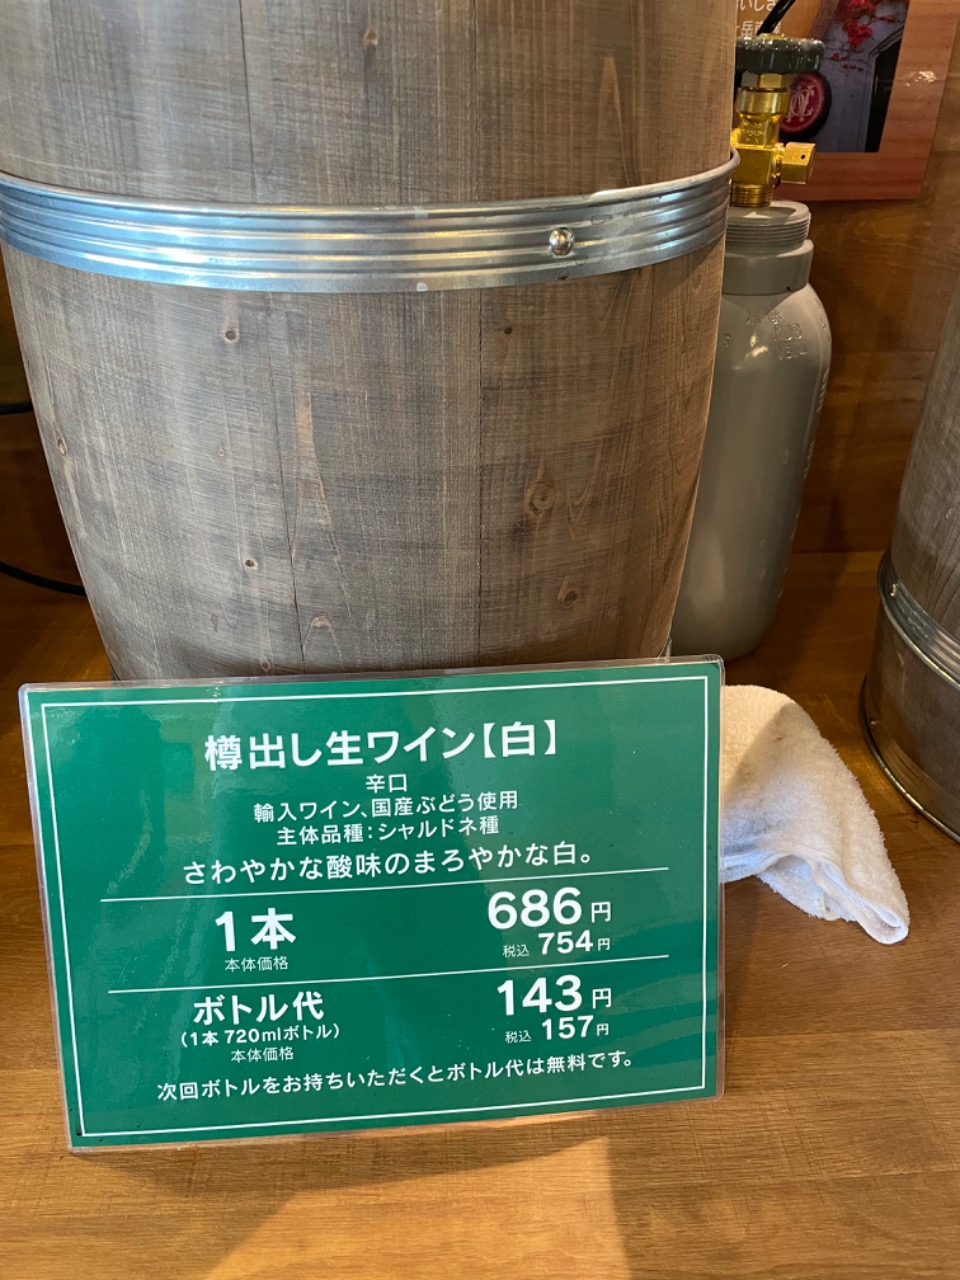 樽出し生ワイン【白】
辛口
輸入ワイン、国産ぶどう使用
主体品種：シャルドネ種
さわやかな酸味のまろやかな白。
1本 686円
本体価格 税込 754円
ボトル代 143円
（1本 720mlボトル） 税込 157円
本体価格
次回ボトルをお持ちいただくとボトル代は無料です。